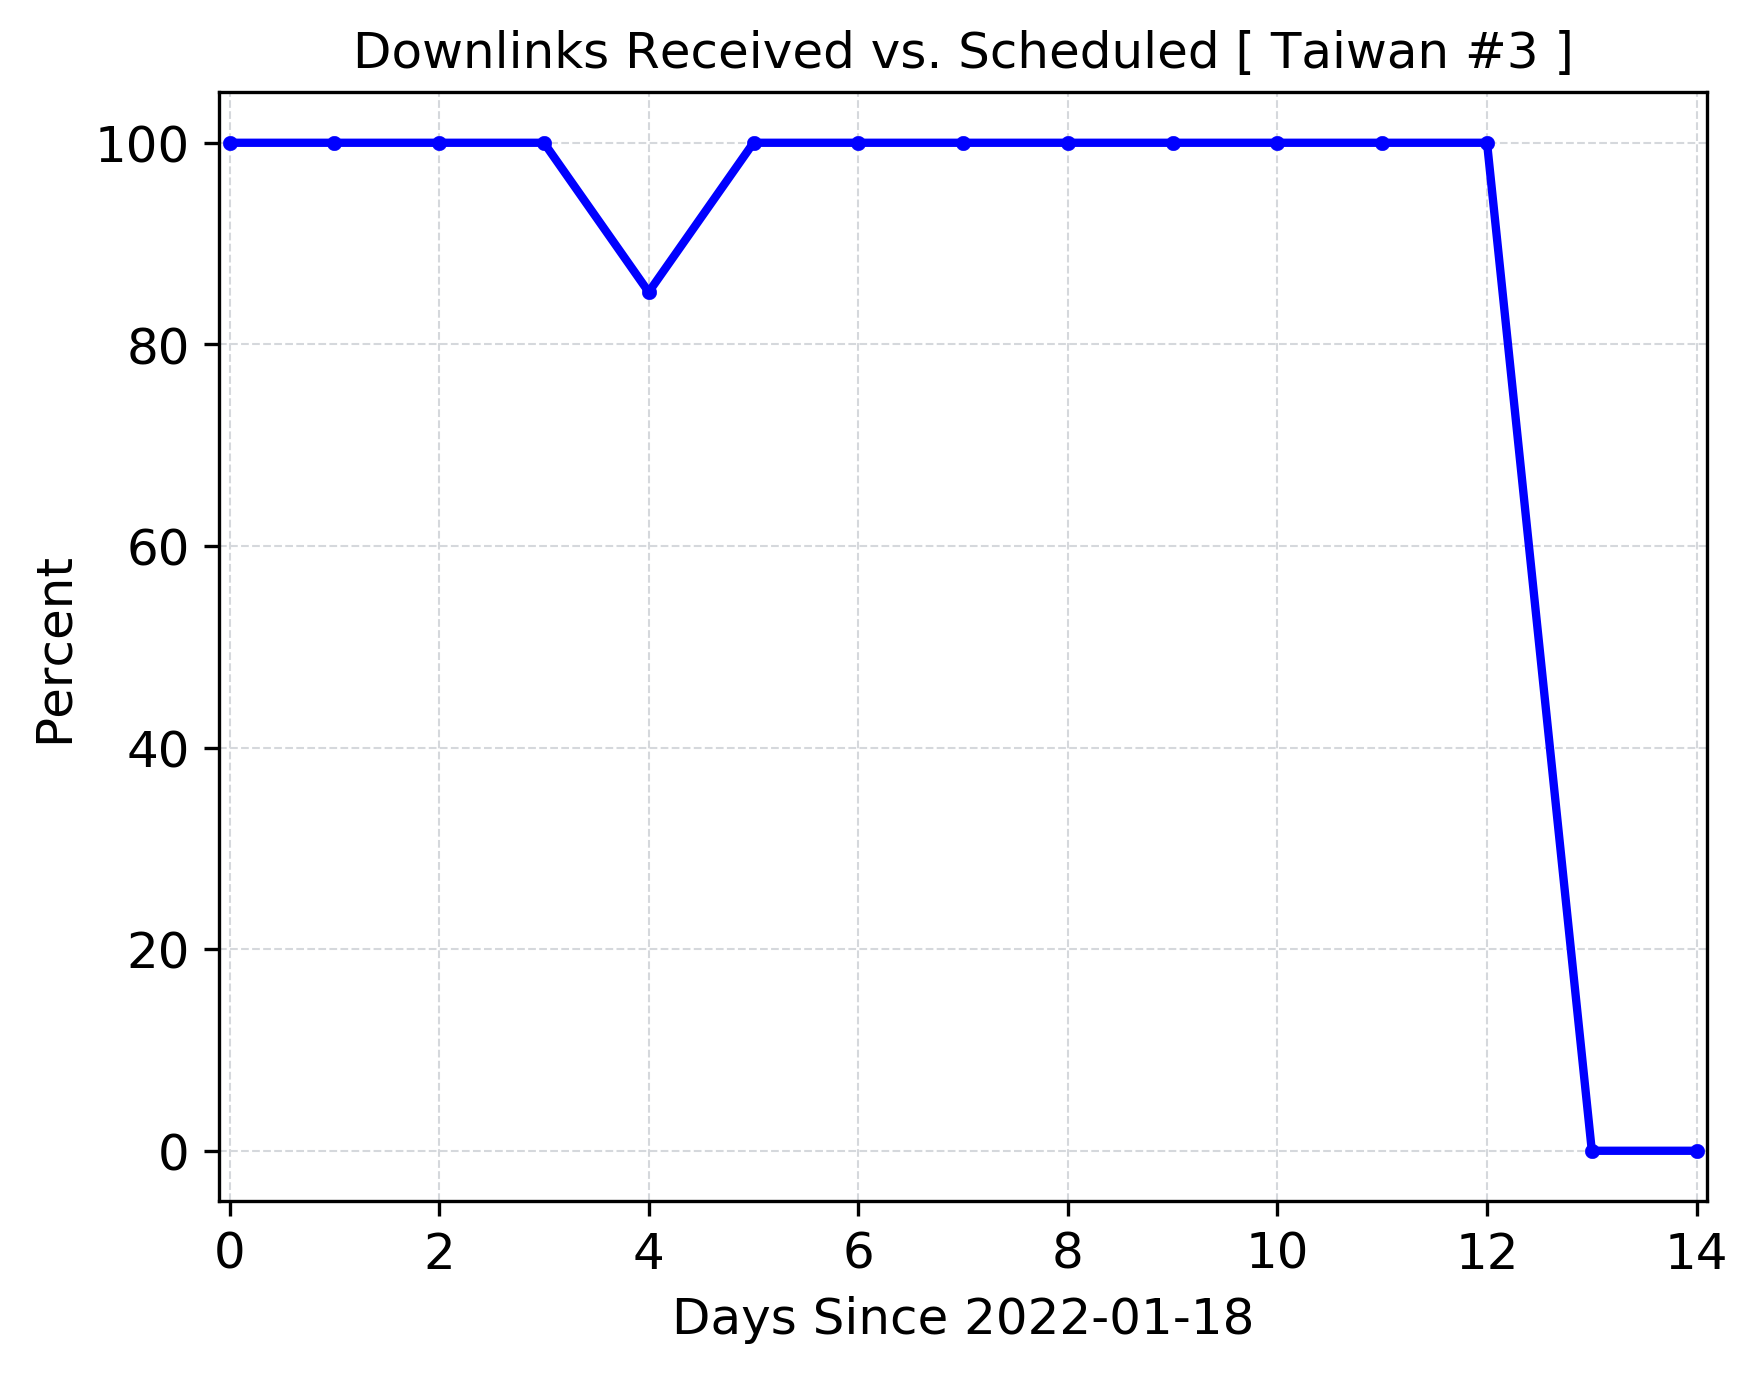 Downlinks Received vs. Scheduled [ Taiwan #3 ]
100
80
60
40
20
0
Percent
0 2 4 6 8 10 12 14
Days Since 2022-01-18